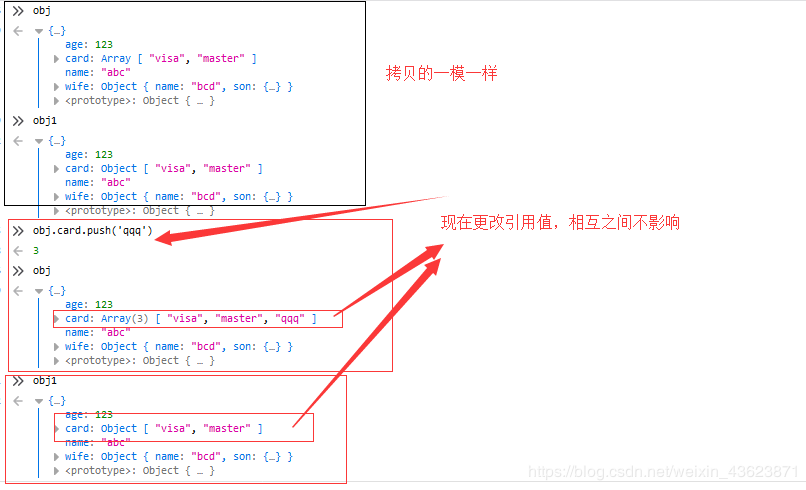 obj
{…}
age: 123
card: Array [ "visa", "master" ]
name: "abc"
wife: Object { name: "bcd", son: {…} }
<prototype>: Object { … }
拷贝的一模一样
obj1
{…}
age: 123
card: Object [ "visa", "master" ]
name: "abc"
wife: Object { name: "bcd", son: {…} }
<prototype>: Object { … }
obj.card.push('qqq')
现在更改引用值，相互之间不影响
3
obj
{…}
age: 123
card: Array(3) [ "visa", "master", "qqq" ]
name: "abc"
wife: Object { name: "bcd", son: {…} }
<prototype>: Object { … }
obj1
{…}
age: 123
card: Object [ "visa", "master" ]
name: "abc"
wife: Object { name: "bcd", son: {…} }
<prototype>: Object { … }
https://blog.csdn.net/weixin_43623871